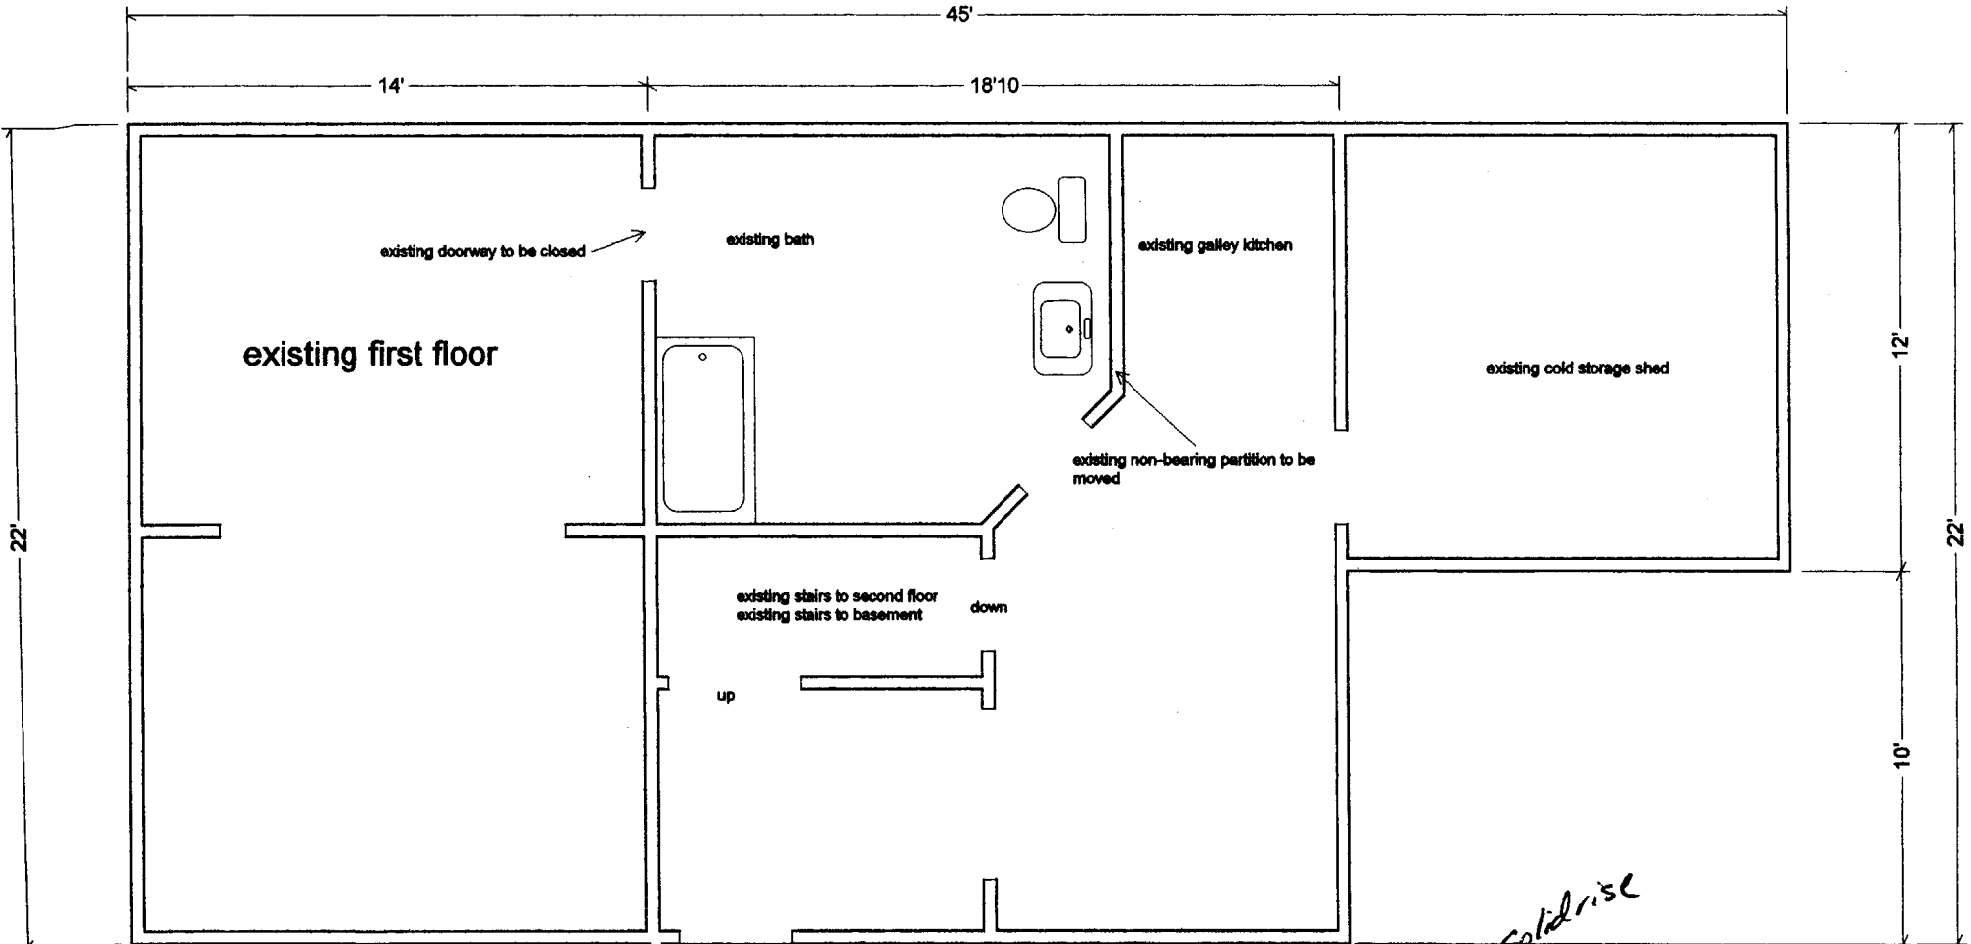 45'
14'
18'10
existing doorway to be closed
existing bath
existing galley kitchen
existing first floor
12'
existing cold storage shed
existing non-bearing partition to be
moved
22'
22'
existing stairs to second floor
existing stairs to basement
down
up
10'
solid rise